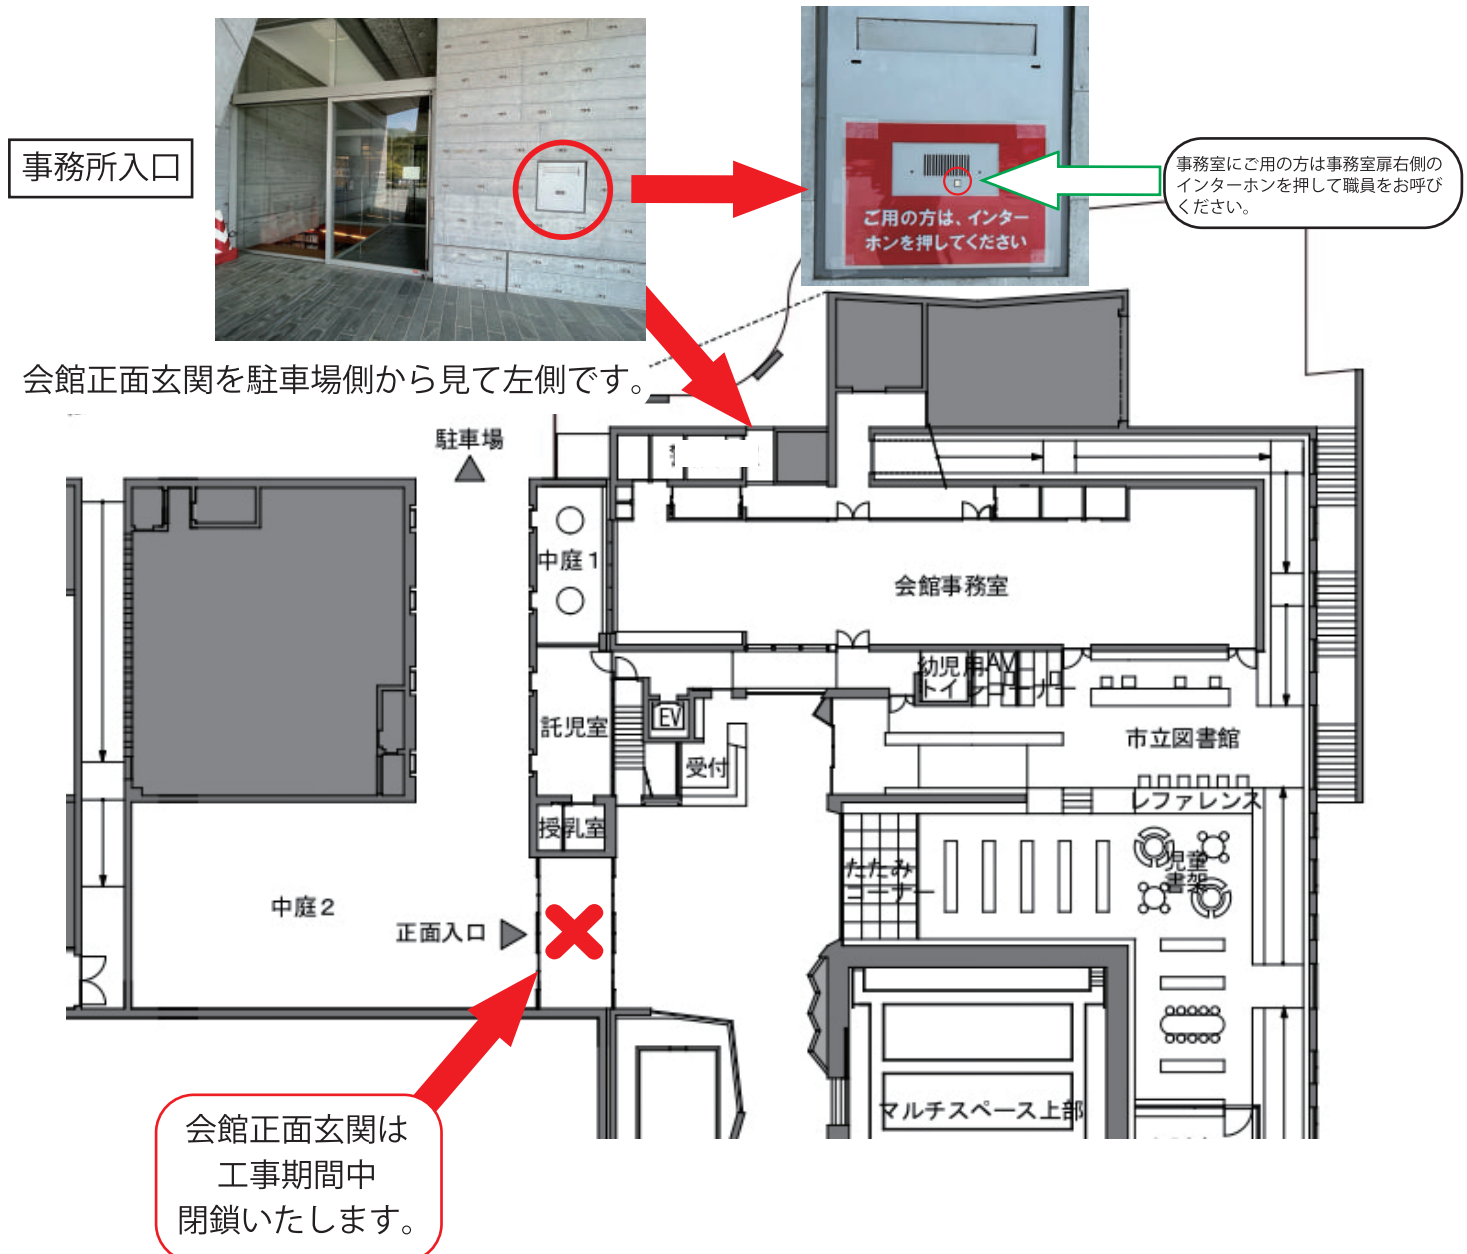 事務所入口
ご用の方は、インター
ホンを押してください
事務室にご用の方は事務室扉右側の
インターホンを押して職員をお呼び
ください。
会館正面玄関を駐車場側から見て左側です。
駐車場
中庭1
会館事務室
幼児用
トイレ
AV
コーナー
託児室
EV
受付
市立図書館
レファレンス
授乳室
たたみ
コーナー
児童
書架
中庭2
正面入口
マルチスペース上部
会館正面玄関は
工事期間中
閉鎖いたします。